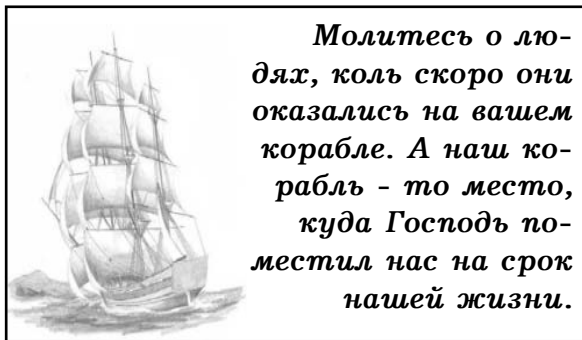 Молитесь о лю-
дях, коль скоро они
оказались на вашем
корабле. А наш ко-
рабль - то место,
куда Господь по-
местил нас на срок
нашей жизни.